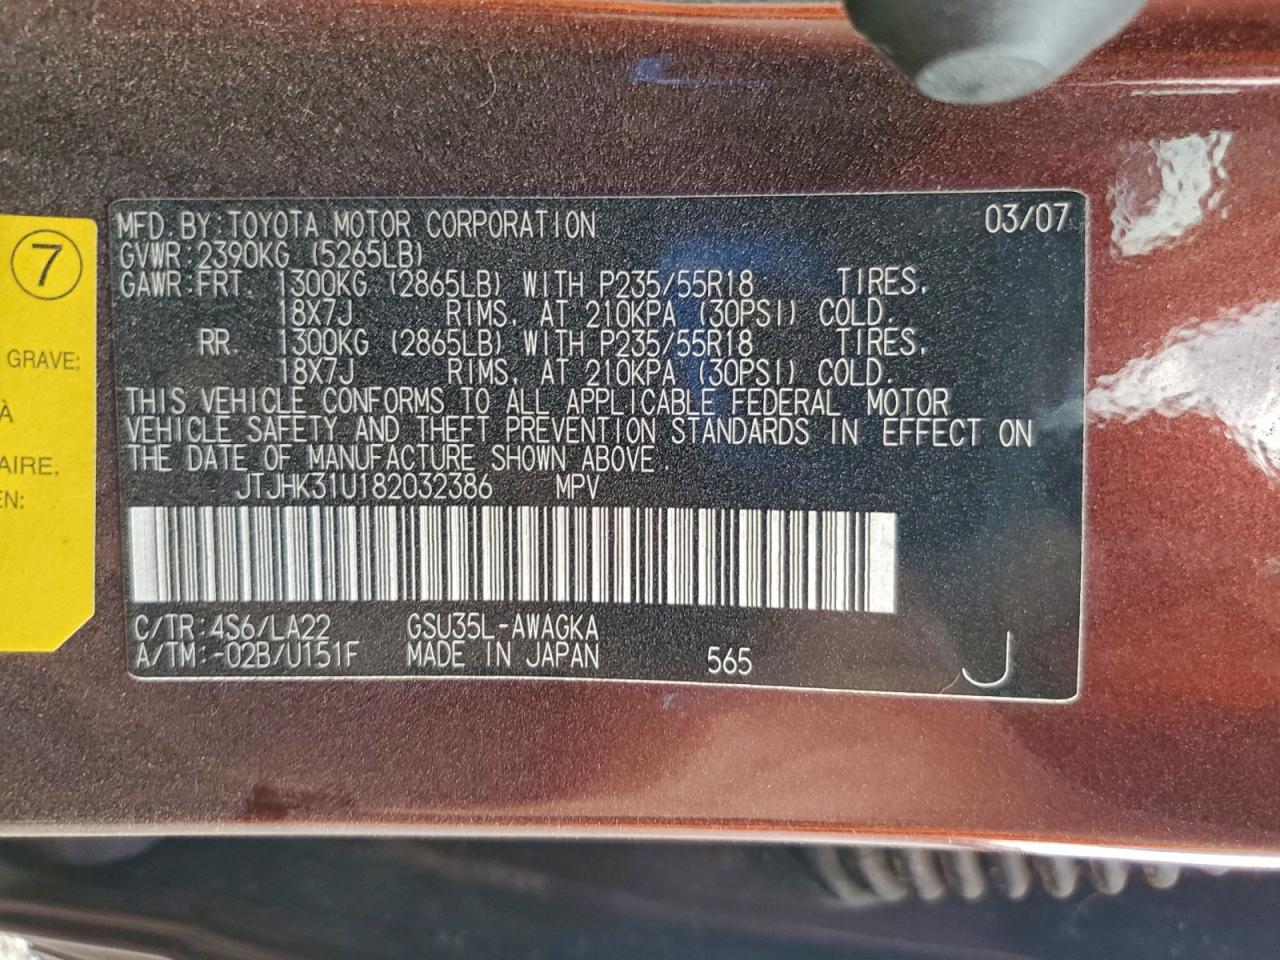 7
GRAVE:
À
AIRE.
EN:
MFD. BY: TOYOTA MOTOR CORPORATION 03/07
GVWR: 2390KG (5265LB)
GAWR: FRT. 1300KG (2865LB) WITH P235/55R18 TIRES,
18X7J RIMS, AT 210KPA (30PSI) COLD.
RR. 1300KG (2865LB) WITH P235/55R18 TIRES,
18X7J RIMS, AT 210KPA (30PSI) COLD.
THIS VEHICLE CONFORMS TO ALL APPLICABLE FEDERAL MOTOR
VEHICLE SAFETY AND THEFT PREVENTION STANDARDS IN EFFECT ON
THE DATE OF MANUFACTURE SHOWN ABOVE.
JTJHK31U182032386 MPV
C/TR: 4S6/LA22 GSU35L-AWAGKA
A/TM: -02B/U151F MADE IN JAPAN 565 J